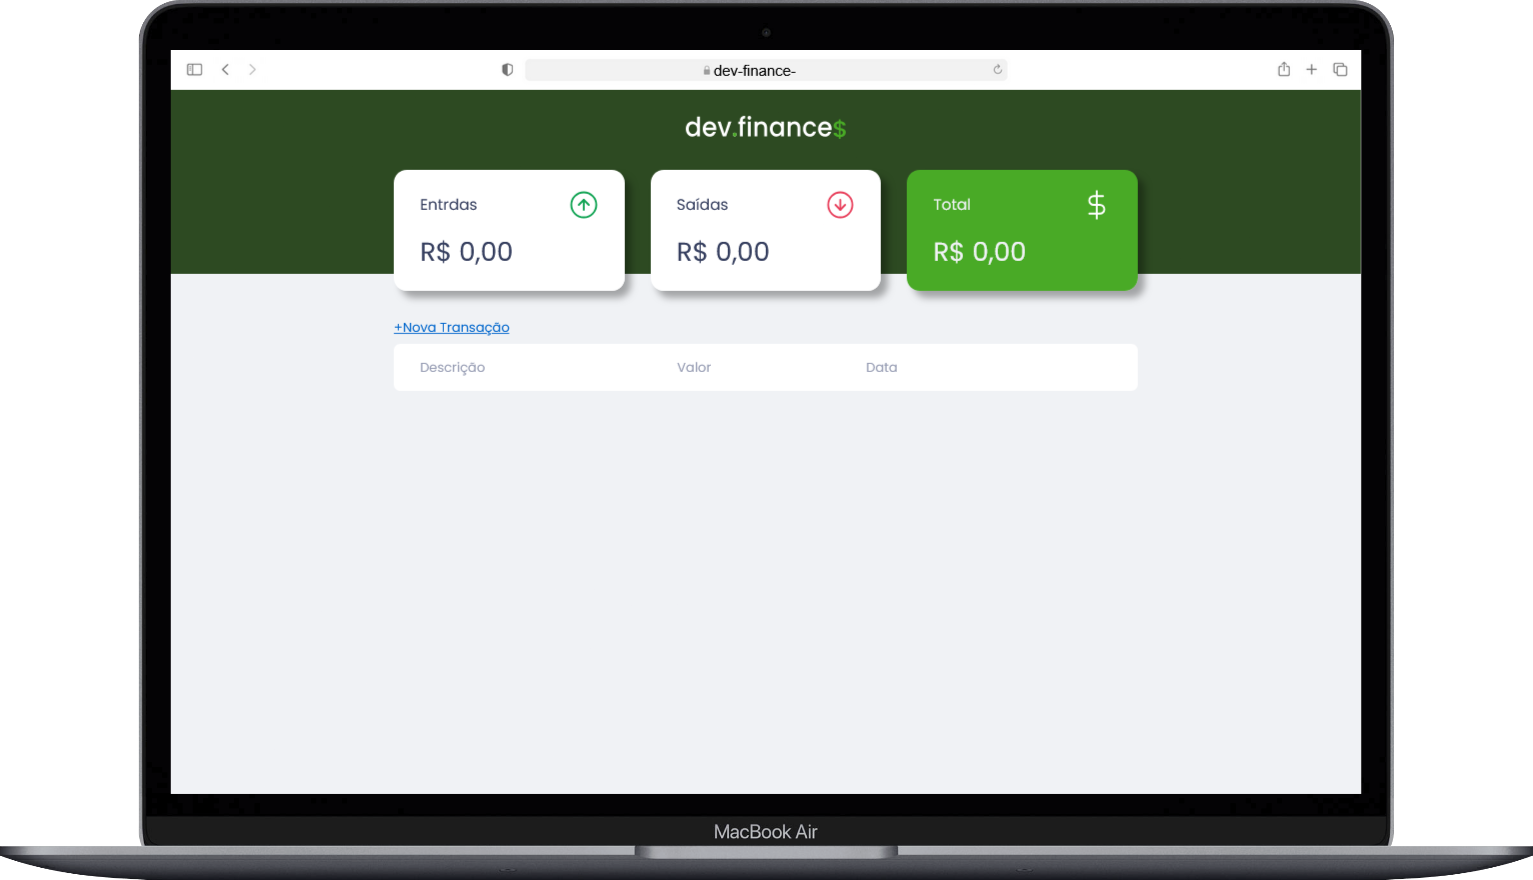 dev-finance-
dev.finance$
Entrdas
R$ 0,00
Saídas
R$ 0,00
Total
$
R$ 0,00
+Nova Transação
Descrição Valor Data
MacBook Air